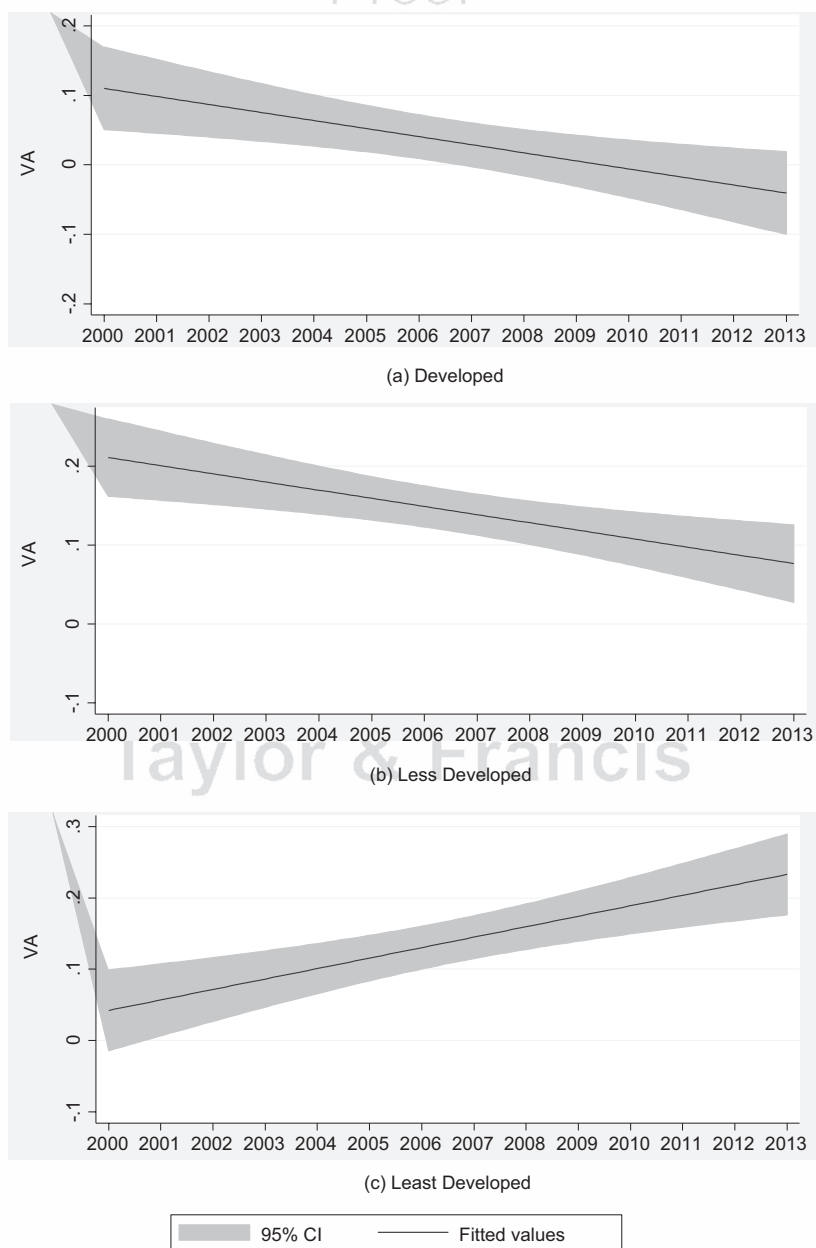 Proof
VA
.2
.1
0
-.1
-.2
2000 2001 2002 2003 2004 2005 2006 2007 2008 2009 2010 2011 2012 2013
(a) Developed
VA
.2
.1
0
-.1
2000 2001 2002 2003 2004 2005 2006 2007 2008 2009 2010 2011 2012 2013
Taylor & Francis
(b) Less Developed
VA
.3
.2
.1
0
-.1
2000 2001 2002 2003 2004 2005 2006 2007 2008 2009 2010 2011 2012 2013
(c) Least Developed
95% CI Fitted values